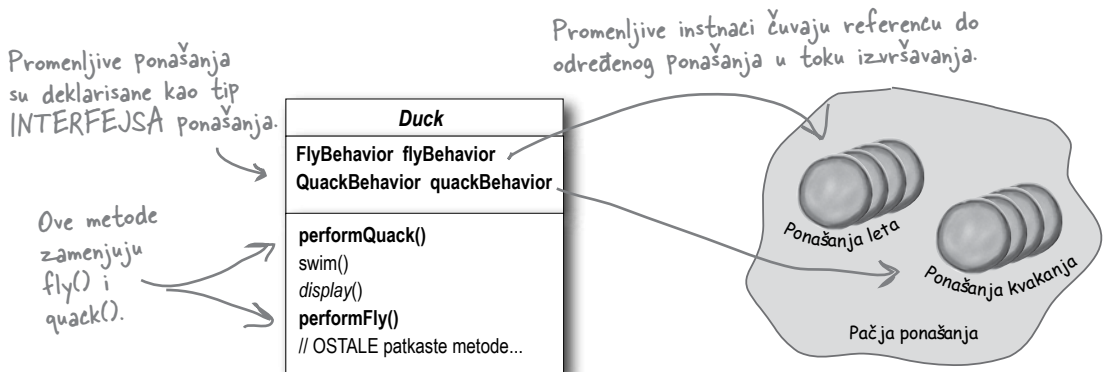 Promenljive ponašanja
su deklarisane kao tip
INTERFEJSA ponašanja.
Ove metode
zamenjuju
fly() i
quack().
Duck
FlyBehavior flyBehavior
QuackBehavior quackBehavior
performQuack()
swim()
display()
performFly()
// OSTALE patkaste metode...
Promenljive instnaci čuvaju referencu do
određenog ponašanja u toku izvršavanja.
Ponašanja leta
Ponašanja kvakanja
Pačja ponašanja